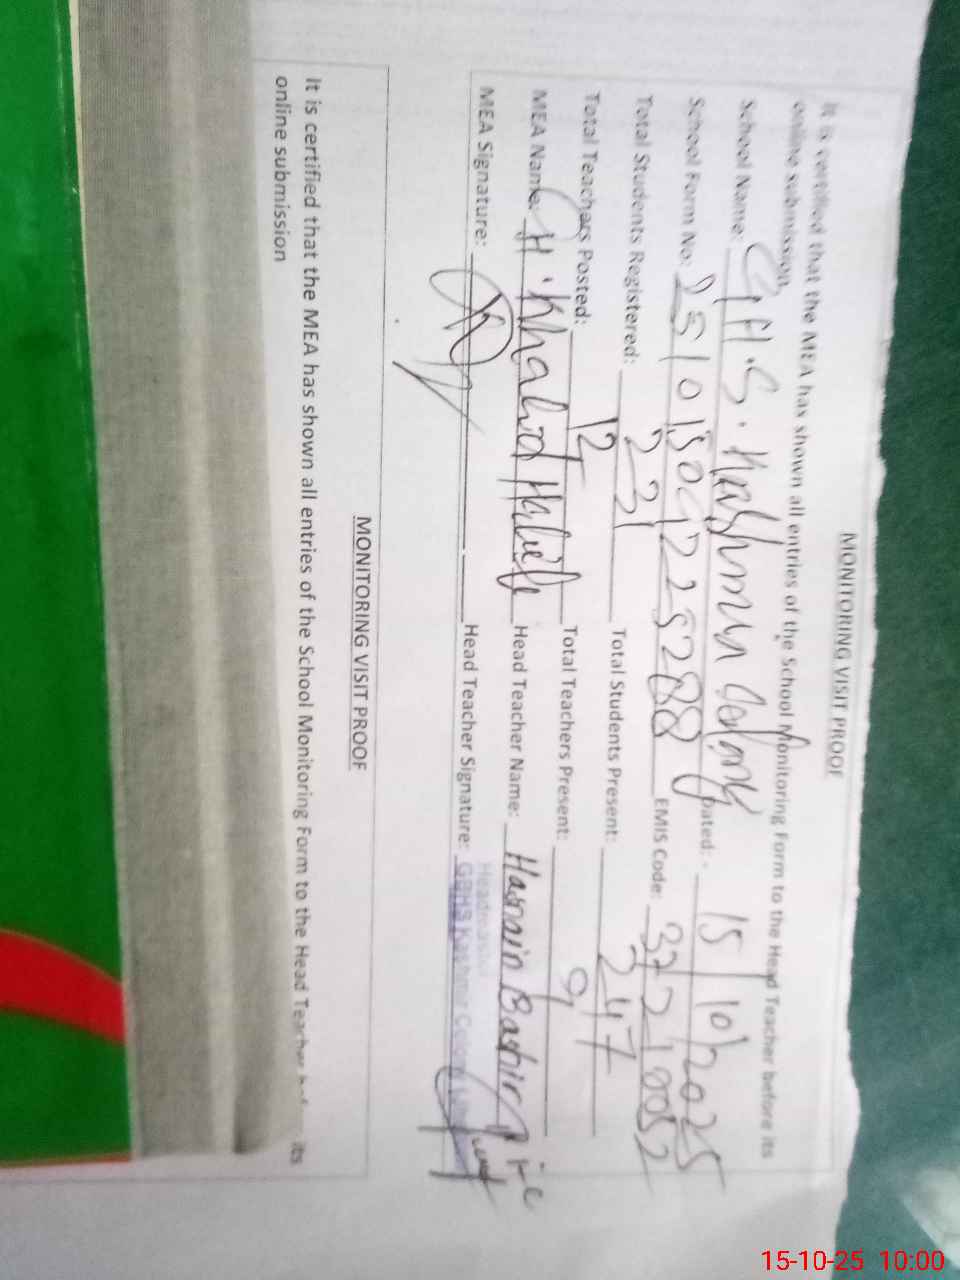 MONITORING VISIT PROOF
It is certified that the MEA has shown all entries of the School Monitoring Form to the Head Teacher before its
online submission
School Name: G.H.S. Kashmir Colony Dated: - 15/10/2025
School Form No: EMIS Code: 37210052
Total Students Registered: 231 Total Students Present: 247
Total Teachers Posted: 12 Total Teachers Present: 9
MEA Name: CH. Khalid Habib Head Teacher Name: Hasnain Bashir
MEA Signature: Head Teacher Signature:
Headmaster
GBHS Kashmir Colony
MONITORING VISIT PROOF
It is certified that the MEA has shown all entries of the School Monitoring Form to the Head Teacher its
online submission
15-10-25 10:00